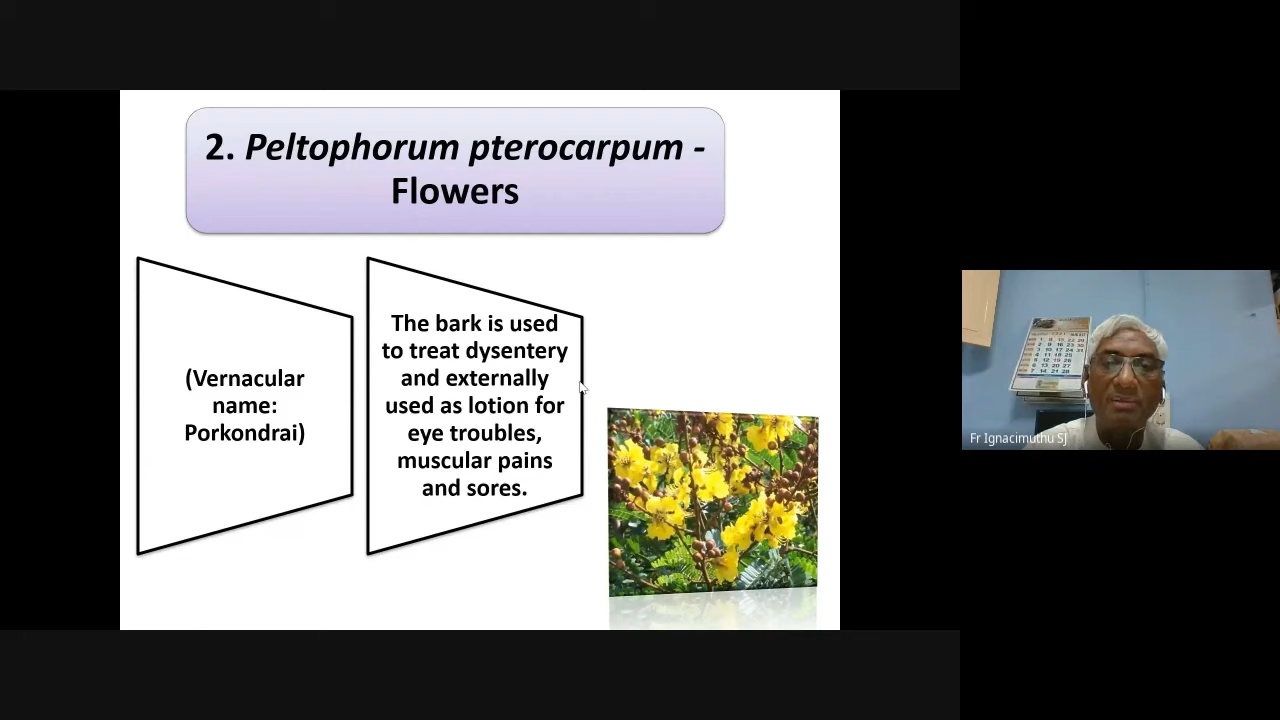 2. Peltophorum pterocarpum -
Flowers
(Vernacular
name:
Porkondrai)
The bark is used
to treat dysentery
and externally
used as lotion for
eye troubles,
muscular pains
and sores.
Fr Ignacimuthu SJ